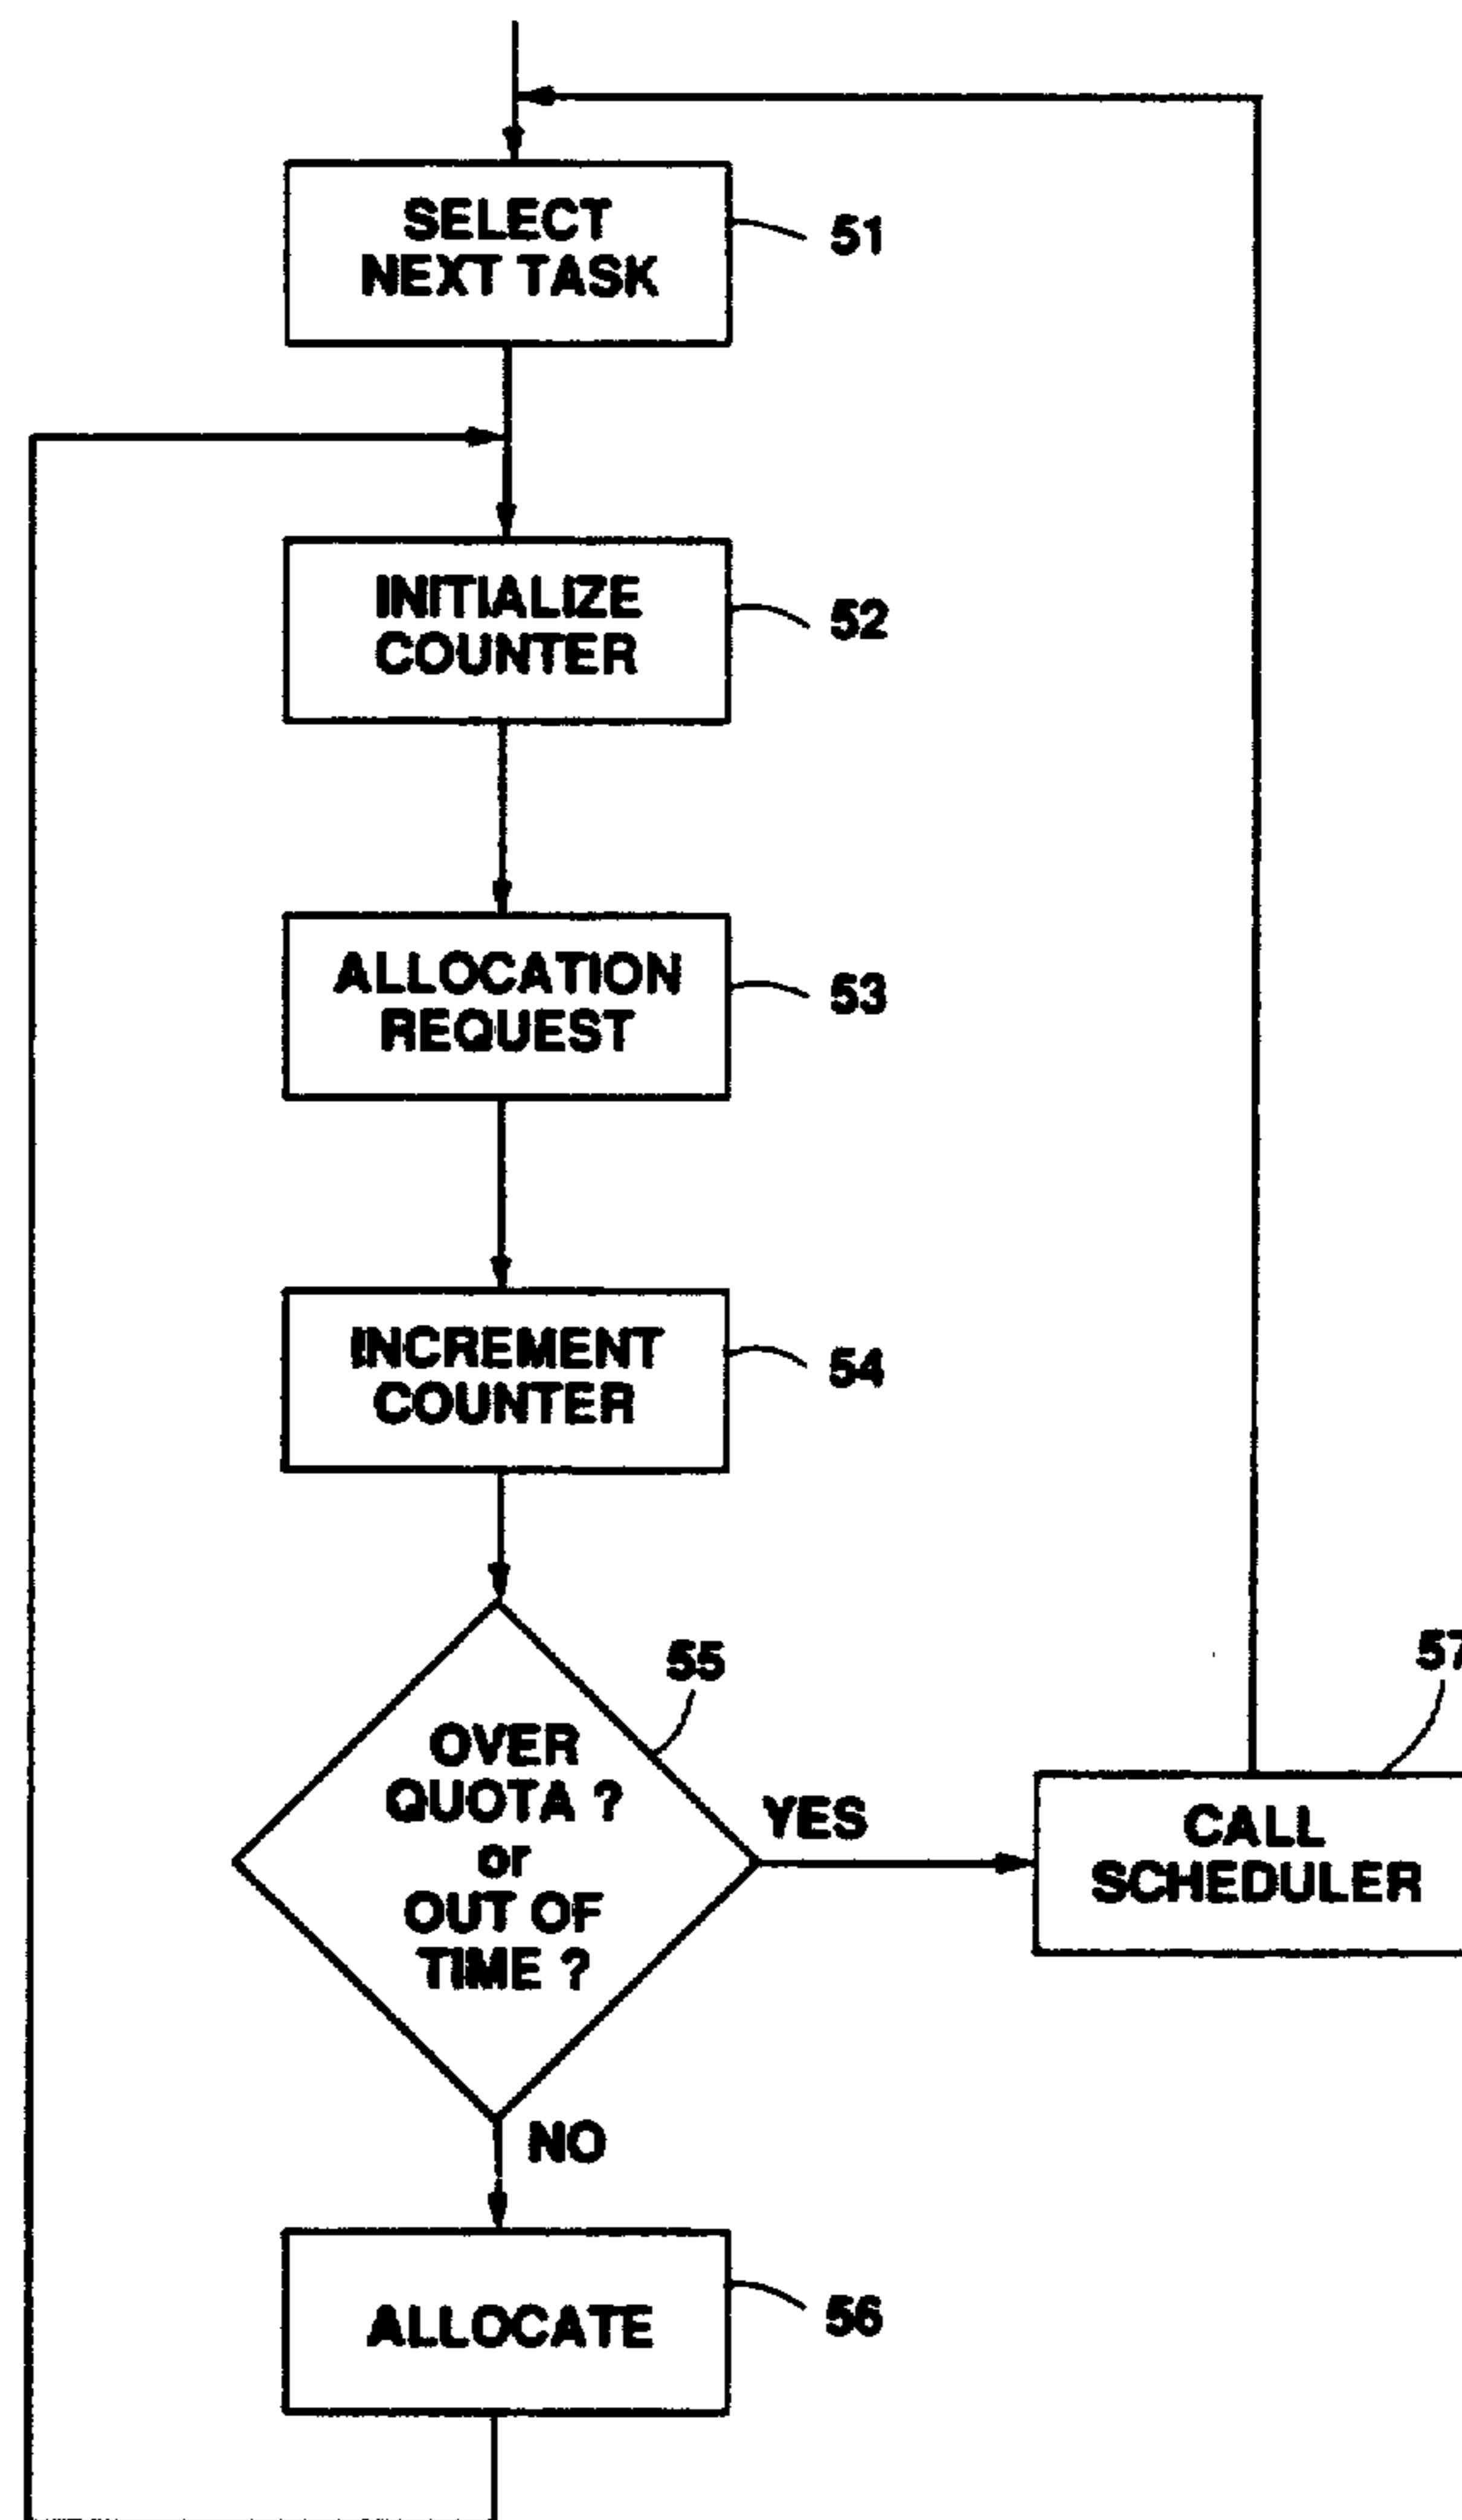 SELECT
NEXT TASK
51
INITIALIZE
COUNTER
52
ALLOCATION
REQUEST
53
INCREMENT
COUNTER
54
55
OVER
QUOTA ?
or
OUT OF
TIME ?
YES
57
CALL
SCHEDULER
NO
ALLOCATE
56